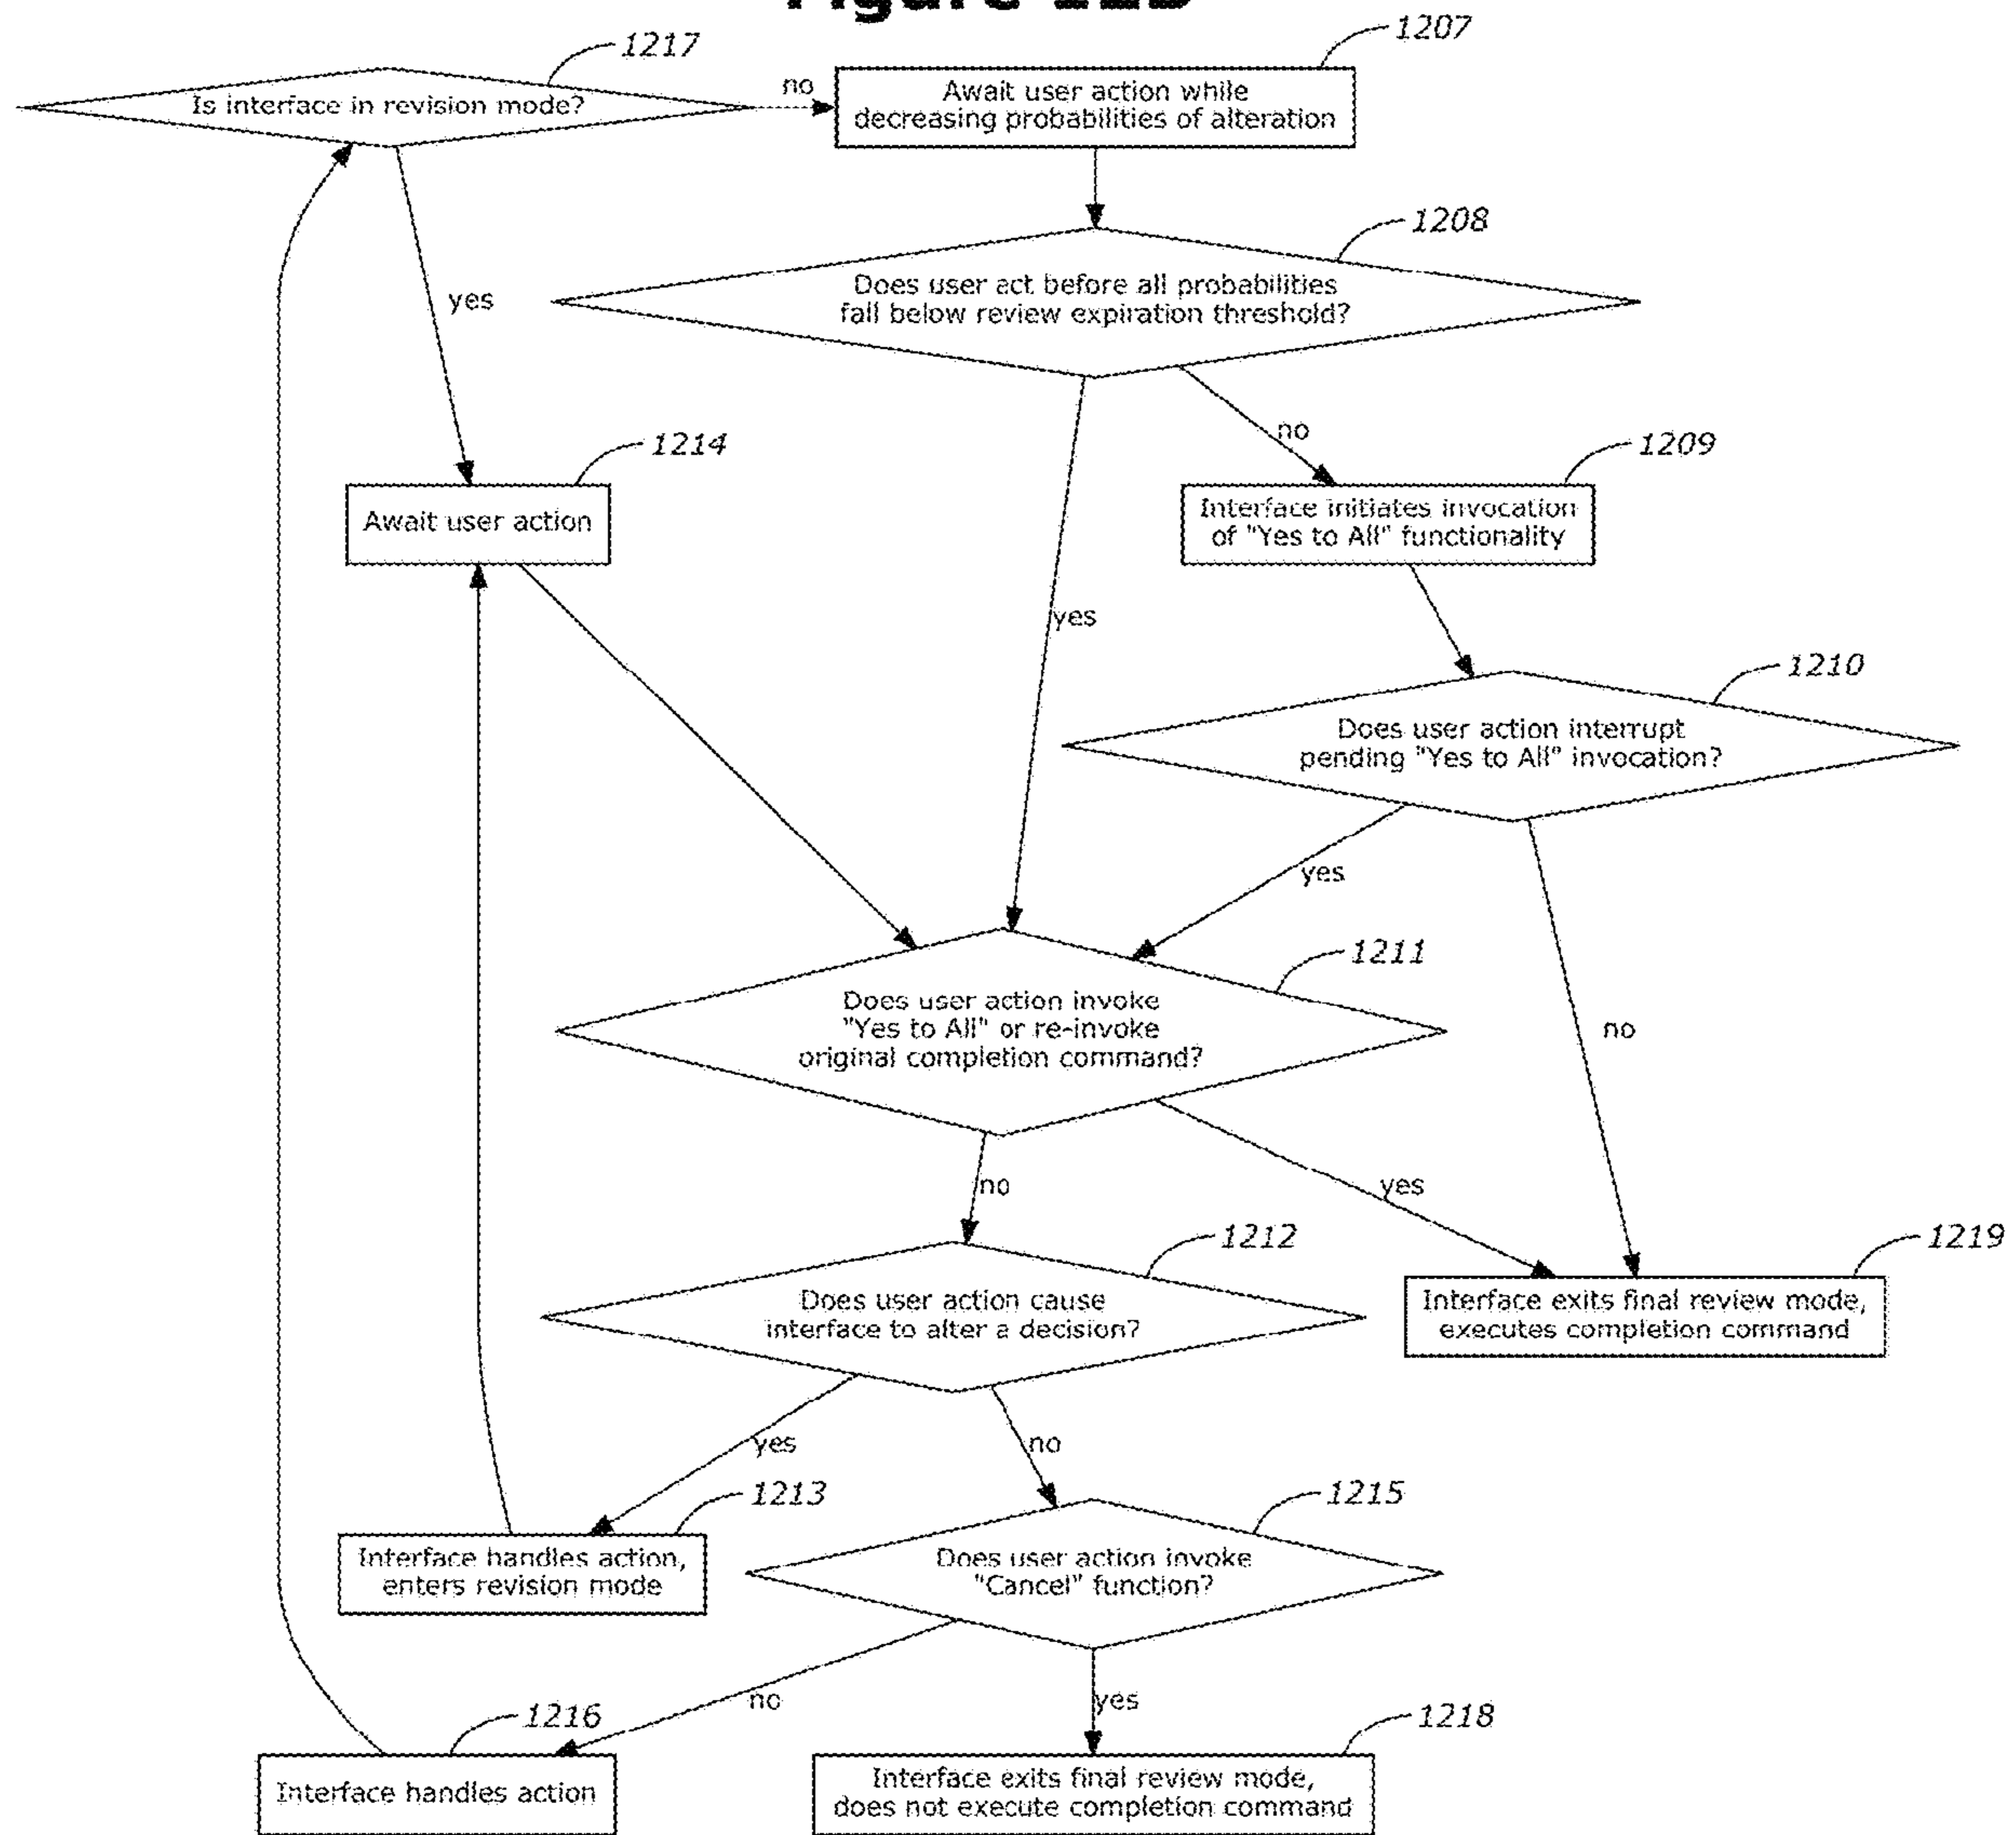 1217
1207
Is interface in revision mode?
no
Await user action while
decreasing probabilities of alteration
1208
Does user act before all probabilities
fall below review expiration threshold?
yes
no
1214
1209
Await user action
Interface initiates invocation
of "Yes to All" functionality
yes
1210
Does user action interrupt
pending "Yes to All" invocation?
yes
no
1211
Does user action invoke
"Yes to All" or re-invoke
original completion command?
no
yes
1212
1219
Does user action cause
interface to alter a decision?
Interface exits final review mode,
executes completion command
yes
no
1213
1215
Interface handles action,
enters revision mode
Does user action invoke
"Cancel" function?
no
yes
1216
1218
Interface handles action
Interface exits final review mode,
does not execute completion command